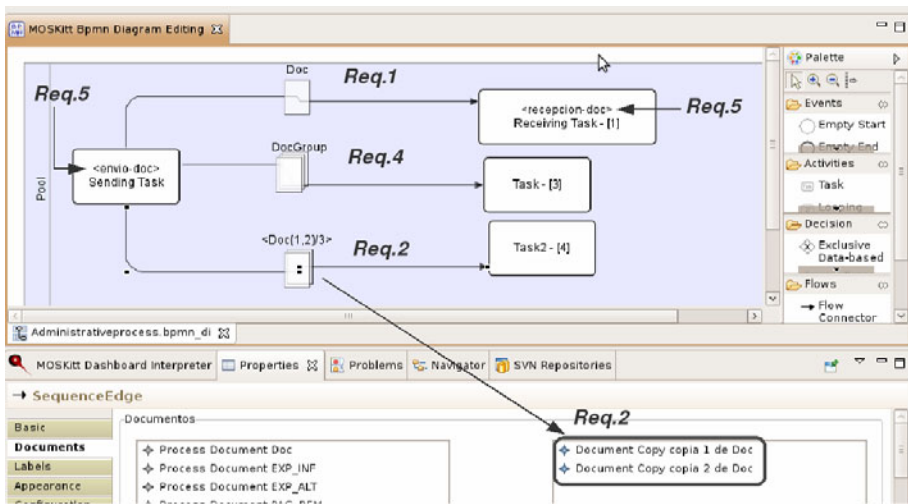 MOSKitt Bpmn Diagram Editing
Palette
Doc
Req.1
Req.5
<recepcion-doc>
Receiving Task - [1]
Req.5
Events
Empty Start
Empty End
DocGroup
Req.4
<envio-doc>
Sending Task
Pool
Task - [3]
Activities
Task
Looping
<Doc(1,2)/3>
Req.2
Task2 - [4]
Decision
Exclusive
Data-based
Flows
Flow
Connector
Administrativeprocess.bpmn_di
MOSKitt Dashboard Interpreter
Properties
Problems
Navigator
SVN Repositories
SequenceEdge
Req.2
Basic
Documents
Labels
Appearance
Documentos
Process Document Doc
Process Document EXP_INF
Process Document EXP_ALT
Document Copy copia 1 de Doc
Document Copy copia 2 de Doc